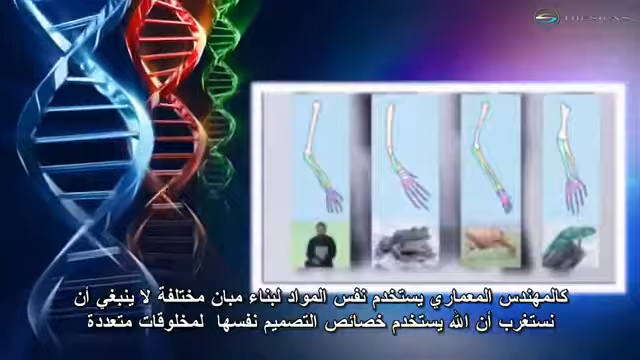 كالمهندس المعماري يستخدم نفس المواد لبناء مبان مختلفة لا ينبغي أن
نستغرب أن الله يستخدم خصائص التصميم نفسها لمخلوقات متعددة